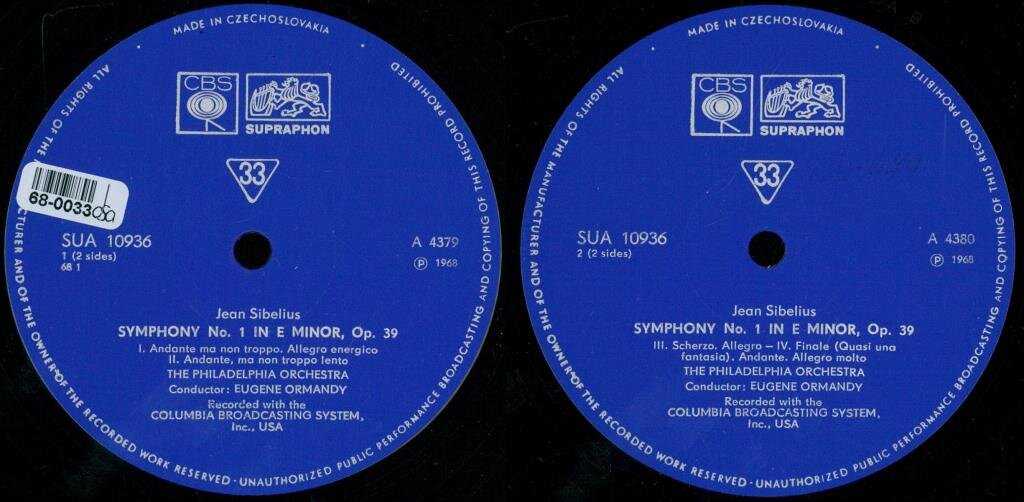 MADE IN CZECHOSLOVAKIA
ALL RIGHTS OF THE
CTURER AND OF THE OWNER OF THE RECORDED WORK RESERVED · UNAUTHORIZED PUBLIC PERFORMANCE BROADCASTING AND COPYING OF THIS RECORD PROHIBITED
CBS
SUPRAPHON
33
68-0033
SUA 10936
1 (2 sides)
68 1
A 4379
Ⓟ 1968
Jean Sibelius
SYMPHONY No. 1 IN E MINOR, Op. 39
I. Andante ma non troppo. Allegro energico
II. Andante, ma non troppo lento
THE PHILADELPHIA ORCHESTRA
Conductor: EUGENE ORMANDY
Recorded with the
COLUMBIA BROADCASTING SYSTEM,
Inc., USA
MADE IN CZECHOSLOVAKIA
ALL RIGHTS OF THE MANUFACTURER AND OF THE OWNER OF THE RECORDED WORK RESERVED · UNAUTHORIZED PUBLIC PERFORMANCE BROADCASTING AND COPYING OF THIS RECORD PROHIBITED
CBS
SUPRAPHON
33
SUA 10936
2 (2 sides)
A 4380
Ⓟ 1968
Jean Sibelius
SYMPHONY No. 1 IN E MINOR, Op. 39
III. Scherzo. Allegro – IV. Finale (Quasi una
fantasia). Andante. Allegro molto
THE PHILADELPHIA ORCHESTRA
Conductor: EUGENE ORMANDY
Recorded with the
COLUMBIA BROADCASTING SYSTEM,
Inc., USA